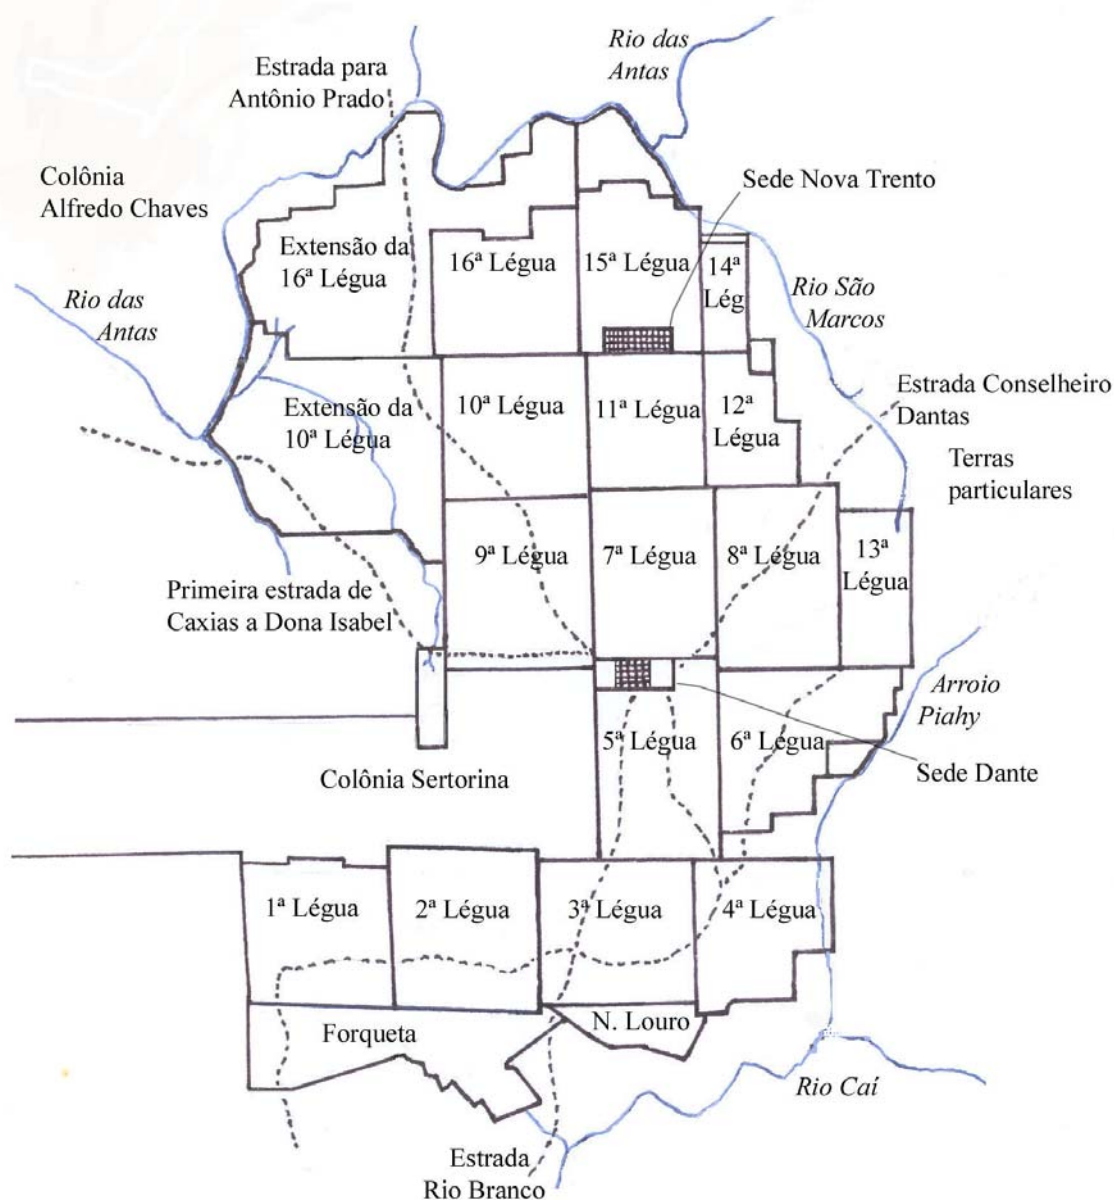 Rio das
Antas
Estrada para
Antônio Prado
Colônia
Alfredo Chaves
Sede Nova Trento
Extensão da
16ª Légua
16ª Légua
15ª Légua
14ª
Lég
Rio das
Antas
Rio São
Marcos
Estrada Conselheiro
Dantas
Extensão da
10ª Légua
10ª Légua
11ª Légua
12ª
Légua
Terras
particulares
9ª Légua
7ª Légua
8ª Légua
13ª
Légua
Primeira estrada de
Caxias a Dona Isabel
Arroio
Piahy
5ª Légua
6ª Légua
Sede Dante
Colônia Sertorina
1ª Légua
2ª Légua
3ª Légua
4ª Légua
Forqueta
N. Louro
Rio Caí
Estrada
Rio Branco